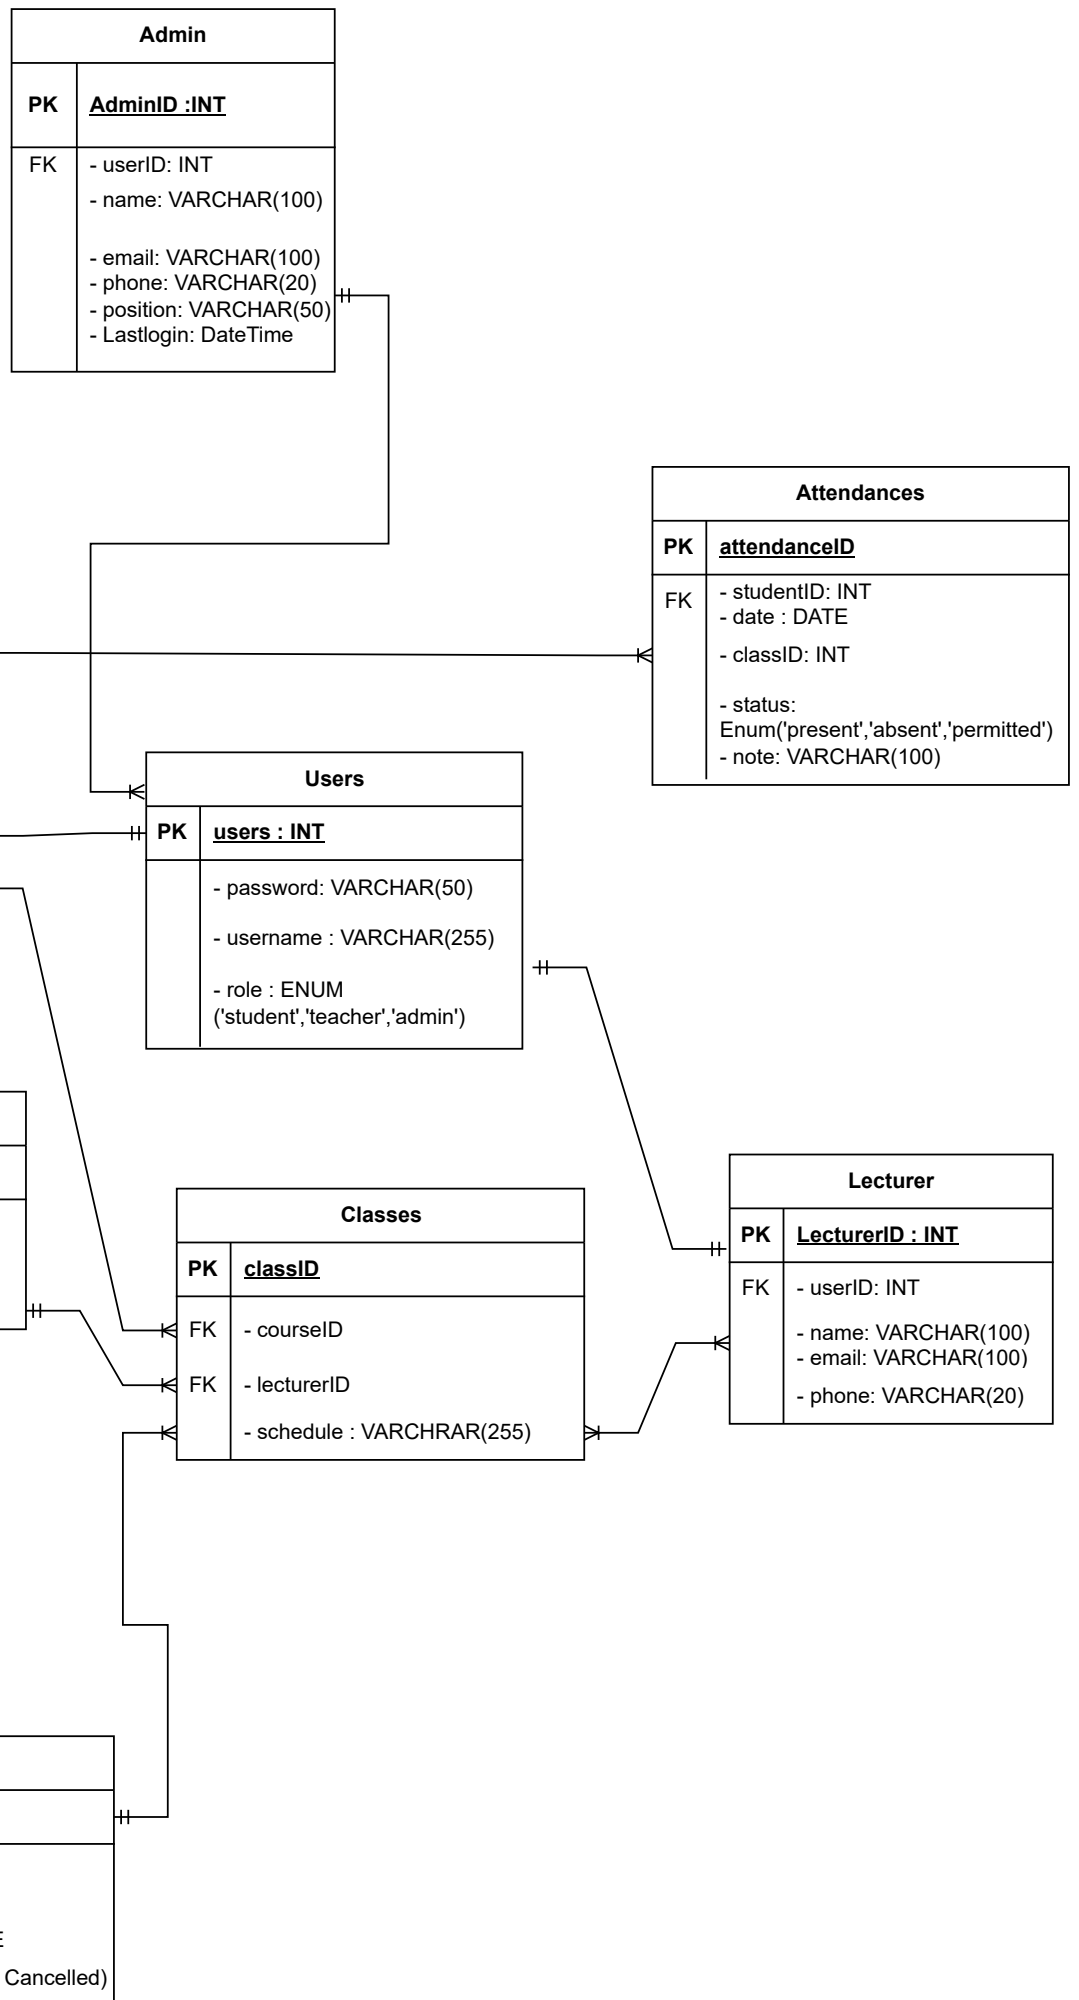 Admin
PK AdminID :INT
FK - userID: INT
- name: VARCHAR(100)
- email: VARCHAR(100)
- phone: VARCHAR(20)
- position: VARCHAR(50)
- Lastlogin: DateTime
Attendances
PK attendanceID
FK - studentID: INT
- date : DATE
- classID: INT
- status:
Enum('present','absent','permitted')
- note: VARCHAR(100)
Users
PK users : INT
- password: VARCHAR(50)
- username : VARCHAR(255)
- role : ENUM
('student','teacher','admin')
Lecturer
PK LecturerID : INT
FK - userID: INT
- name: VARCHAR(100)
- email: VARCHAR(100)
- phone: VARCHAR(20)
Classes
PK classID
FK - courseID
FK - lecturerID
- schedule : VARCHRAR(255)
Cancelled)